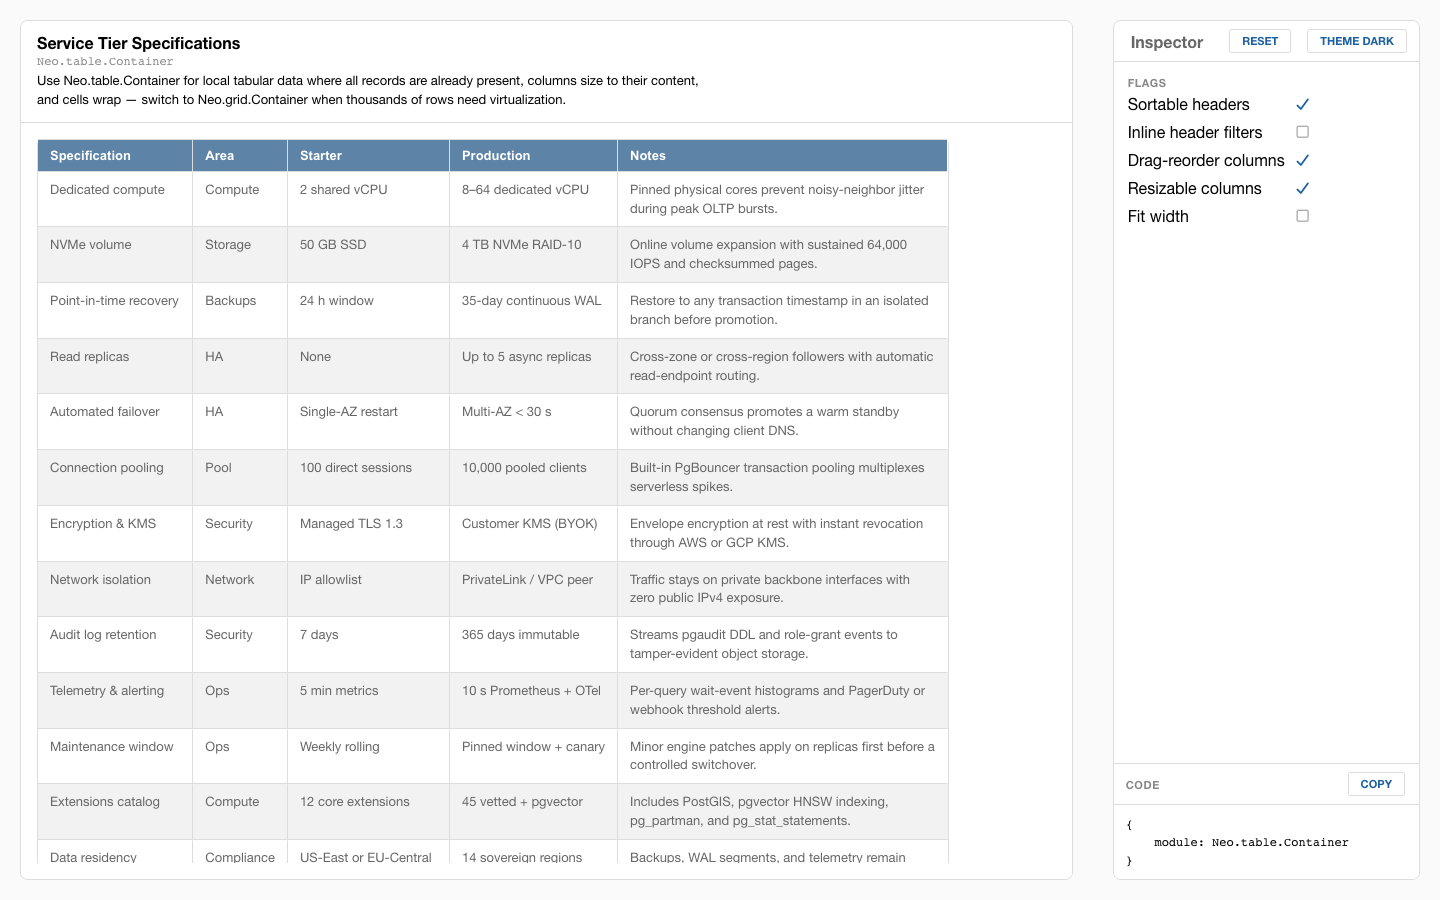 Service Tier Specifications
Neo.table.Container
Use Neo.table.Container for local tabular data where all records are already present, columns size to their content,
and cells wrap — switch to Neo.grid.Container when thousands of rows need virtualization.
Specification Area Starter Production Notes
Dedicated compute Compute 2 shared vCPU 8–64 dedicated vCPU Pinned physical cores prevent noisy-neighbor jitter
during peak OLTP bursts.
NVMe volume Storage 50 GB SSD 4 TB NVMe RAID-10 Online volume expansion with sustained 64,000
IOPS and checksummed pages.
Point-in-time recovery Backups 24 h window 35-day continuous WAL Restore to any transaction timestamp in an isolated
branch before promotion.
Read replicas HA None Up to 5 async replicas Cross-zone or cross-region followers with automatic
read-endpoint routing.
Automated failover HA Single-AZ restart Multi-AZ < 30 s Quorum consensus promotes a warm standby
without changing client DNS.
Connection pooling Pool 100 direct sessions 10,000 pooled clients Built-in PgBouncer transaction pooling multiplexes
serverless spikes.
Encryption & KMS Security Managed TLS 1.3 Customer KMS (BYOK) Envelope encryption at rest with instant revocation
through AWS or GCP KMS.
Network isolation Network IP allowlist PrivateLink / VPC peer Traffic stays on private backbone interfaces with
zero public IPv4 exposure.
Audit log retention Security 7 days 365 days immutable Streams pgaudit DDL and role-grant events to
tamper-evident object storage.
Telemetry & alerting Ops 5 min metrics 10 s Prometheus + OTel Per-query wait-event histograms and PagerDuty or
webhook threshold alerts.
Maintenance window Ops Weekly rolling Pinned window + canary Minor engine patches apply on replicas first before a
controlled switchover.
Extensions catalog Compute 12 core extensions 45 vetted + pgvector Includes PostGIS, pgvector HNSW indexing,
pg_partman, and pg_stat_statements.
Data residency Compliance US-East or EU-Central 14 sovereign regions Backups, WAL segments, and telemetry remain
Inspector RESET THEME DARK
FLAGS
Sortable headers
Inline header filters
Drag-reorder columns
Resizable columns
Fit width
CODE COPY
{
module: Neo.table.Container
}